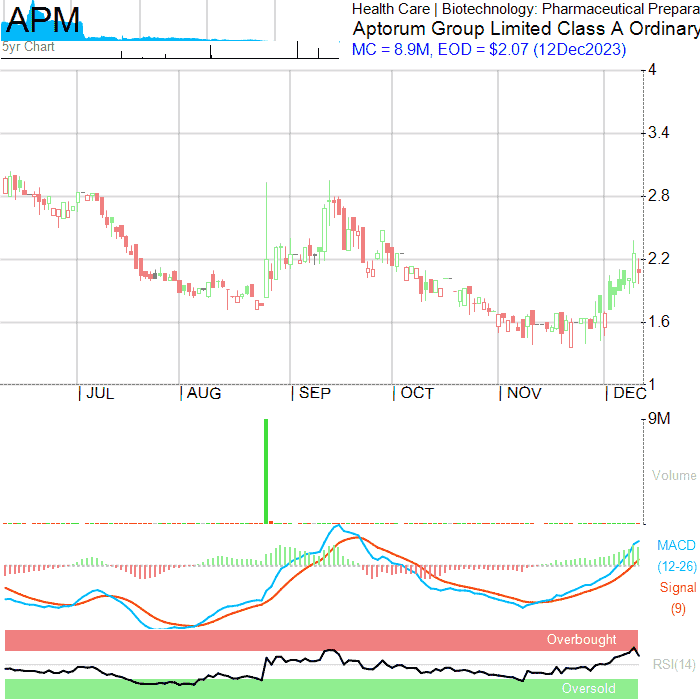 APM
5yr Chart
Health Care | Biotechnology: Pharmaceutical Prepara
Aptorum Group Limited Class A Ordinary
MC = 8.9M, EOD = $2.07 (12Dec2023)
4
3.4
2.8
2.2
1.6
1
JUL AUG SEP OCT NOV DEC
9M
Volume
MACD
(12-26)
Signal
(9)
Overbought
RSI(14)
Oversold